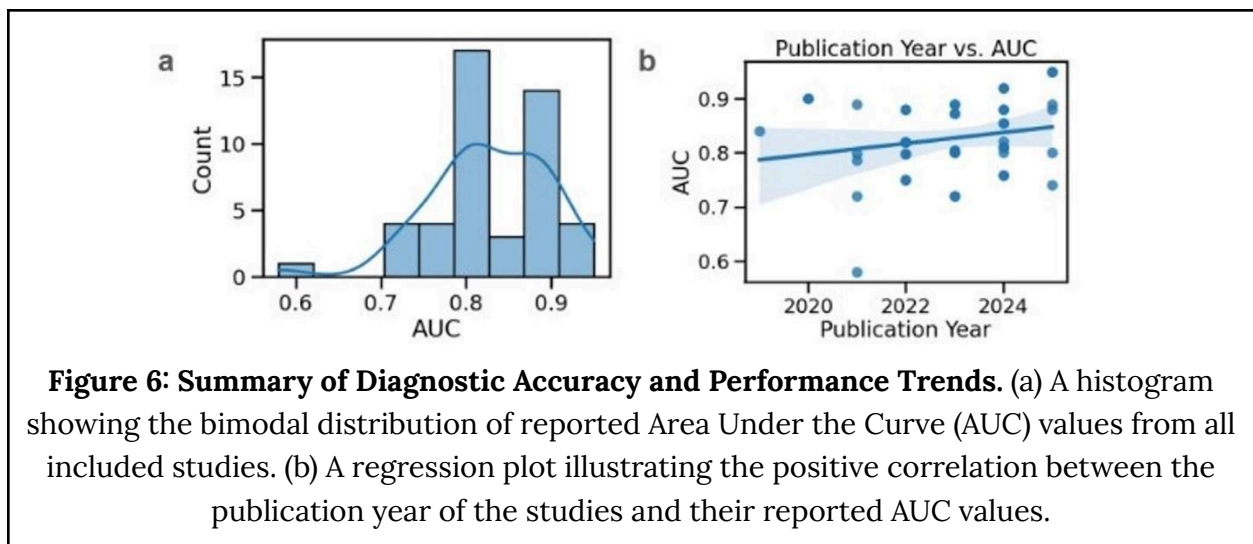 a
15
10
5
0
Count
0.6 0.7 0.8 0.9
AUC
b
Publication Year vs. AUC
0.9
0.8
0.7
0.6
AUC
2020 2022 2024
Publication Year
Figure 6: Summary of Diagnostic Accuracy and Performance Trends. (a) A histogram
showing the bimodal distribution of reported Area Under the Curve (AUC) values from all
included studies. (b) A regression plot illustrating the positive correlation between the
publication year of the studies and their reported AUC values.